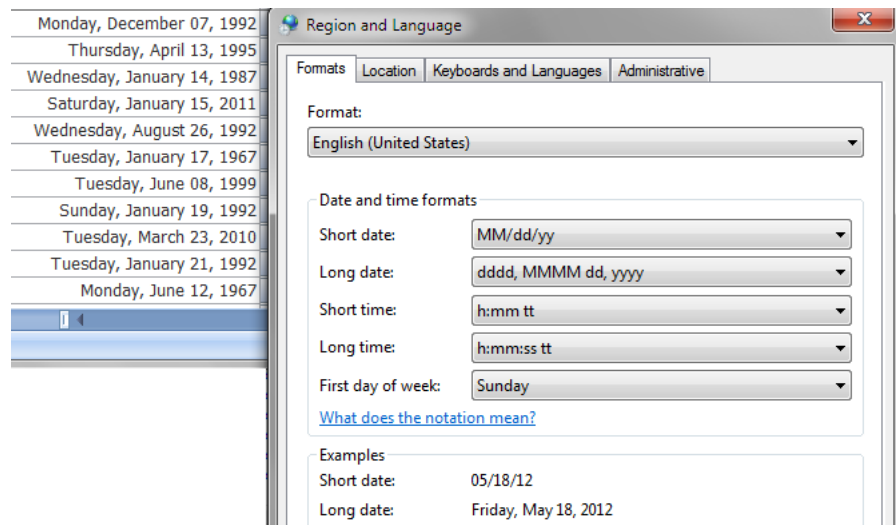 Monday, December 07, 1992
Thursday, April 13, 1995
Wednesday, January 14, 1987
Saturday, January 15, 2011
Wednesday, August 26, 1992
Tuesday, January 17, 1967
Tuesday, June 08, 1999
Sunday, January 19, 1992
Tuesday, March 23, 2010
Tuesday, January 21, 1992
Monday, June 12, 1967
Region and Language
Formats Location Keyboards and Languages Administrative
Format:
English (United States)
Date and time formats
Short date: MM/dd/yy
Long date: dddd, MMMM dd, yyyy
Short time: h:mm tt
Long time: h:mm:ss tt
First day of week: Sunday
What does the notation mean?
Examples
Short date: 05/18/12
Long date: Friday, May 18, 2012